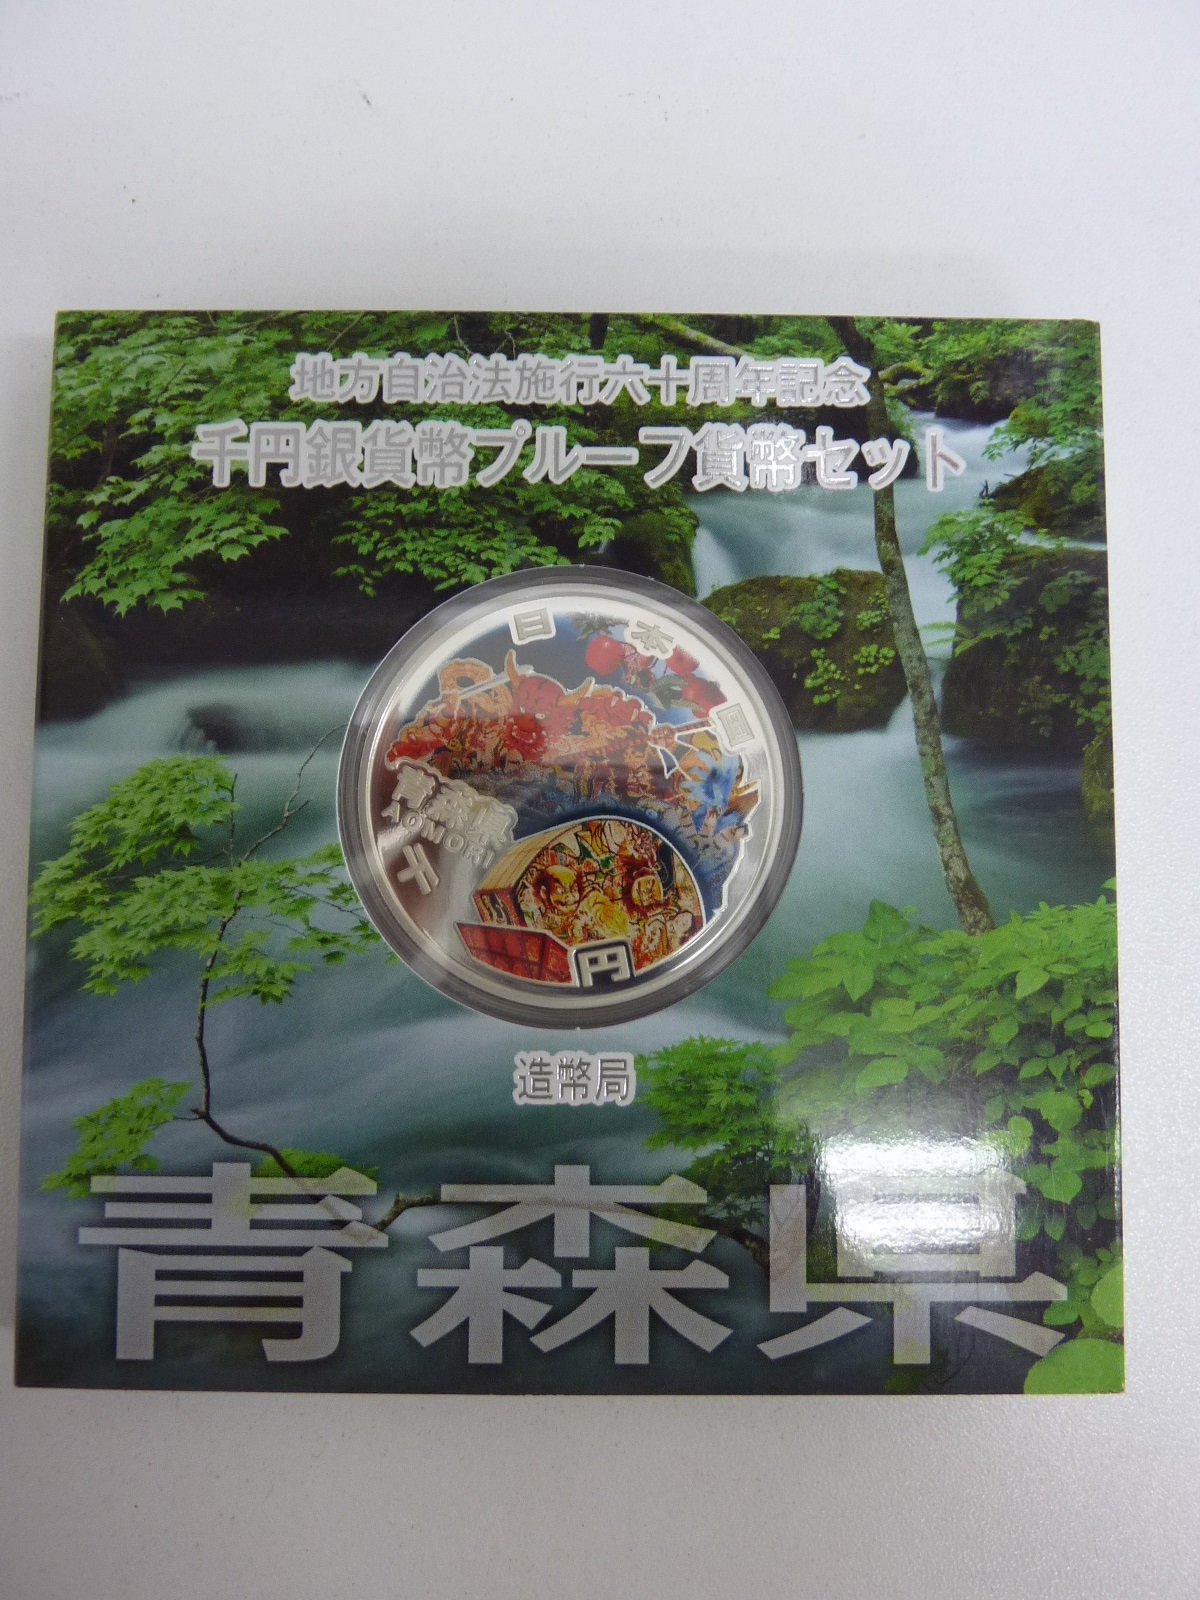 地方自治法施行六十周年記念
千円銀貨幣プルーフ貨幣セット
日本国
青森県
AOMORI
千
円
造幣局
青森県